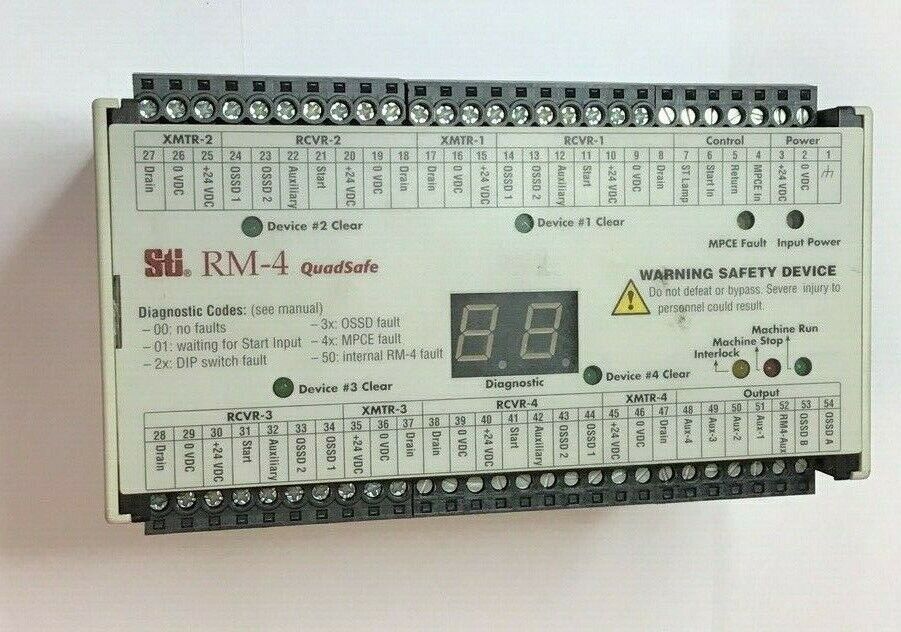 XMTR-2 RCVR-2 XMTR-1 RCVR-1 Control Power
27 26 25 24 23 22 21 20 19 18 17 16 15 14 13 12 11 10 9 8 7 6 5 4 3 2 1
Drain 0 VDC +24 VDC OSSD 1 OSSD 2 Auxiliary Start +24 VDC 0 VDC Drain Drain 0 VDC +24 VDC OSSD 1 OSSD 2 Auxiliary Start +24 VDC 0 VDC Drain ST Lamp Start In Return MPCE In +24 VDC 0 VDC
Device #2 Clear Device #1 Clear
MPCE Fault Input Power
Sti® RM-4 QuadSafe
WARNING SAFETY DEVICE
Do not defeat or bypass. Severe injury to
personnel could result.
Diagnostic Codes: (see manual)
– 00: no faults
– 01: waiting for Start Input
– 2x: DIP switch fault
– 3x: OSSD fault
– 4x: MPCE fault
– 50: internal RM-4 fault
88
Diagnostic
Machine Run
Machine Stop
Interlock
Device #3 Clear Device #4 Clear
RCVR-3 XMTR-3 RCVR-4 XMTR-4 Output
28 29 30 31 32 33 34 35 36 37 38 39 40 41 42 43 44 45 46 47 48 49 50 51 52 53 54
Drain 0 VDC +24 VDC Start Auxiliary OSSD 2 OSSD 1 +24 VDC 0 VDC Drain Drain 0 VDC +24 VDC Start Auxiliary OSSD 2 OSSD 1 +24 VDC 0 VDC Drain Aux-4 Aux-3 Aux-2 Aux-1 RM4-Aux OSSD B OSSD A